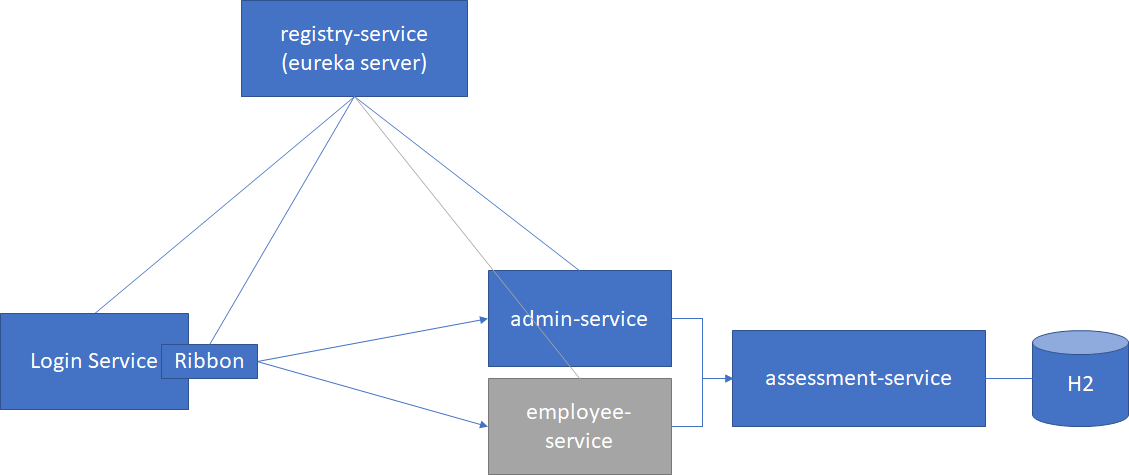 registry-service
(eureka server)
Login Service
Ribbon
admin-service
employee-
service
assessment-service
H2